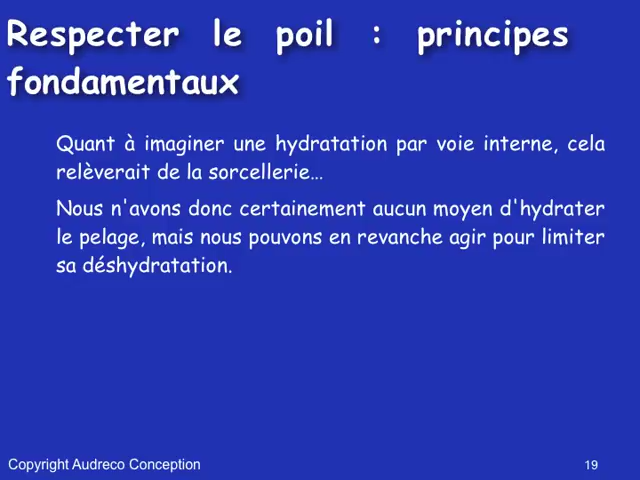 Respecter le poil : principes
fondamentaux
Quant à imaginer une hydratation par voie interne, cela
relèverait de la sorcellerie…
Nous n'avons donc certainement aucun moyen d'hydrater
le pelage, mais nous pouvons en revanche agir pour limiter
sa déshydratation.
Copyright Audreco Conception
19